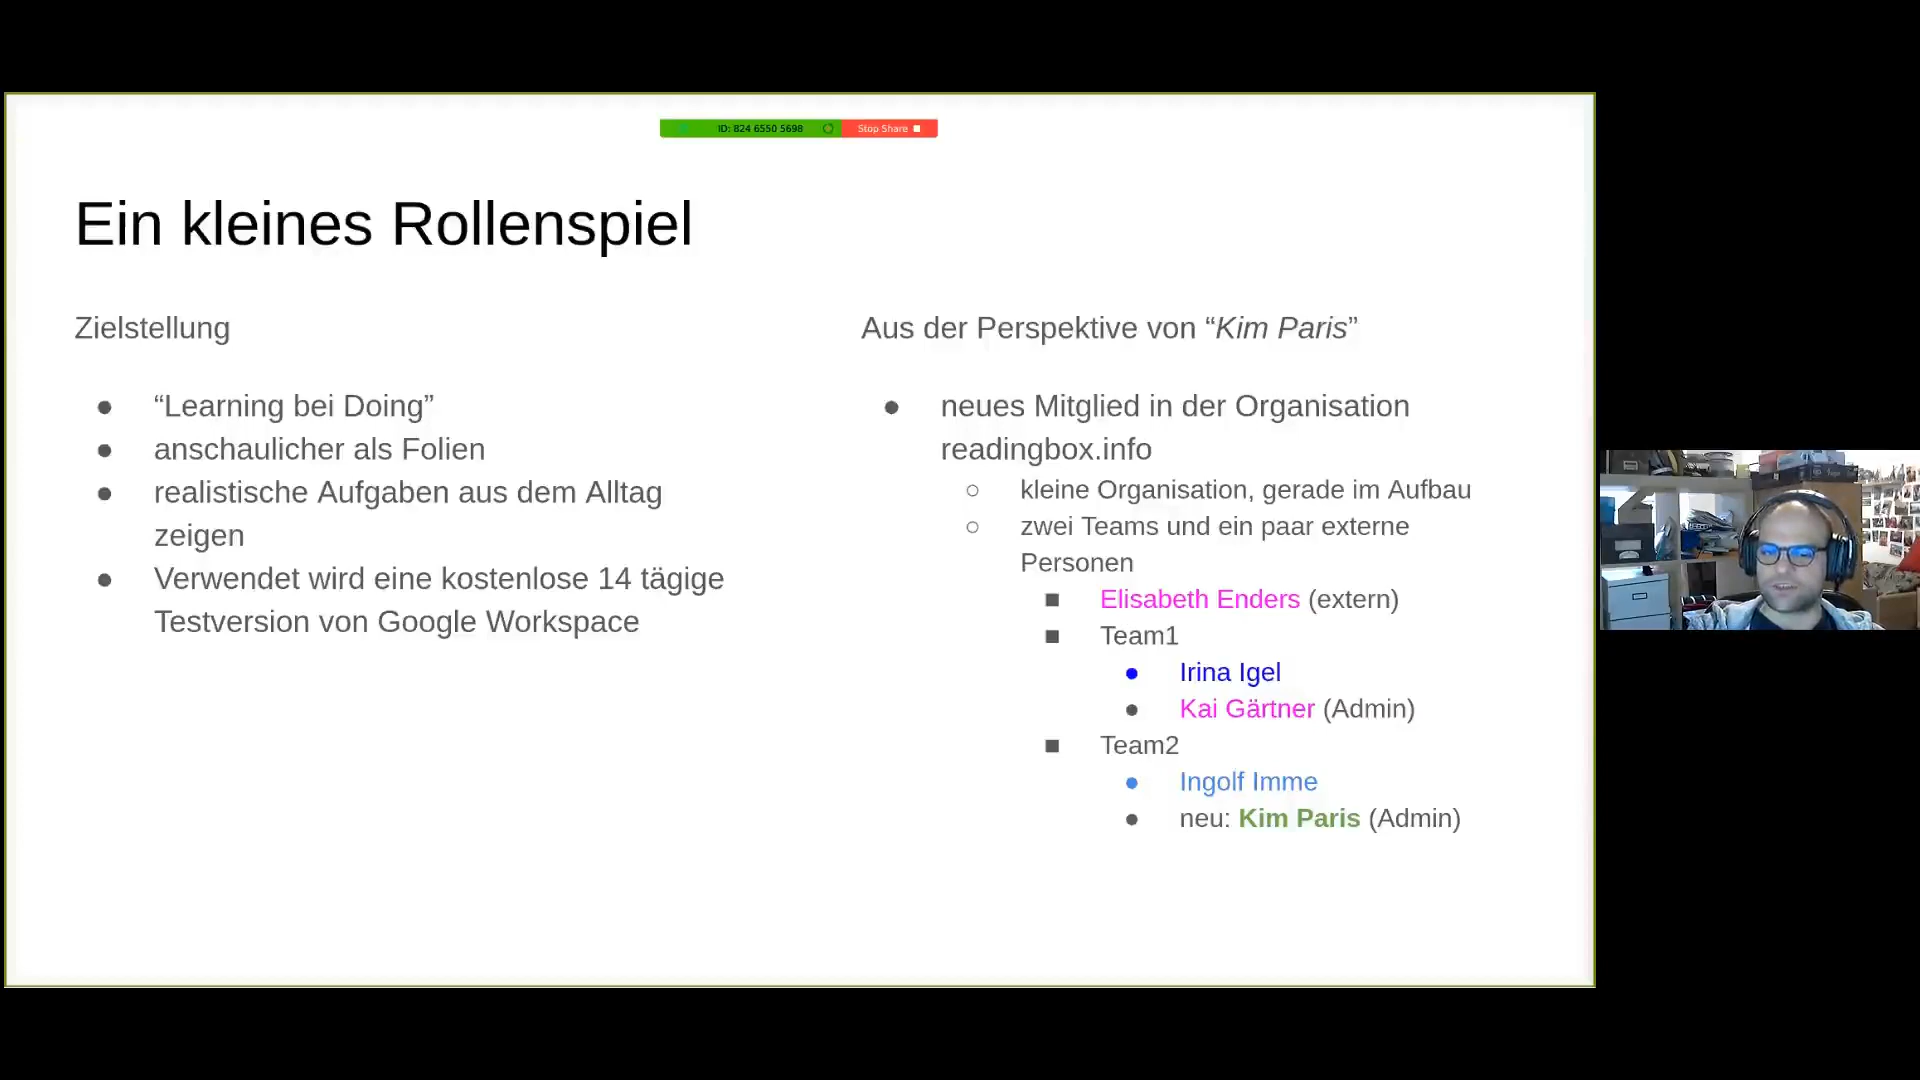 ID: 824 6550 5698
Stop Share
Ein kleines Rollenspiel
Zielstellung
“Learning bei Doing”
anschaulicher als Folien
realistische Aufgaben aus dem Alltag
zeigen
Verwendet wird eine kostenlose 14 tägige
Testversion von Google Workspace
Aus der Perspektive von “Kim Paris”
neues Mitglied in der Organisation
readingbox.info
kleine Organisation, gerade im Aufbau
zwei Teams und ein paar externe
Personen
Elisabeth Enders (extern)
Team1
Irina Igel
Kai Gärtner (Admin)
Team2
Ingolf Imme
neu: Kim Paris (Admin)